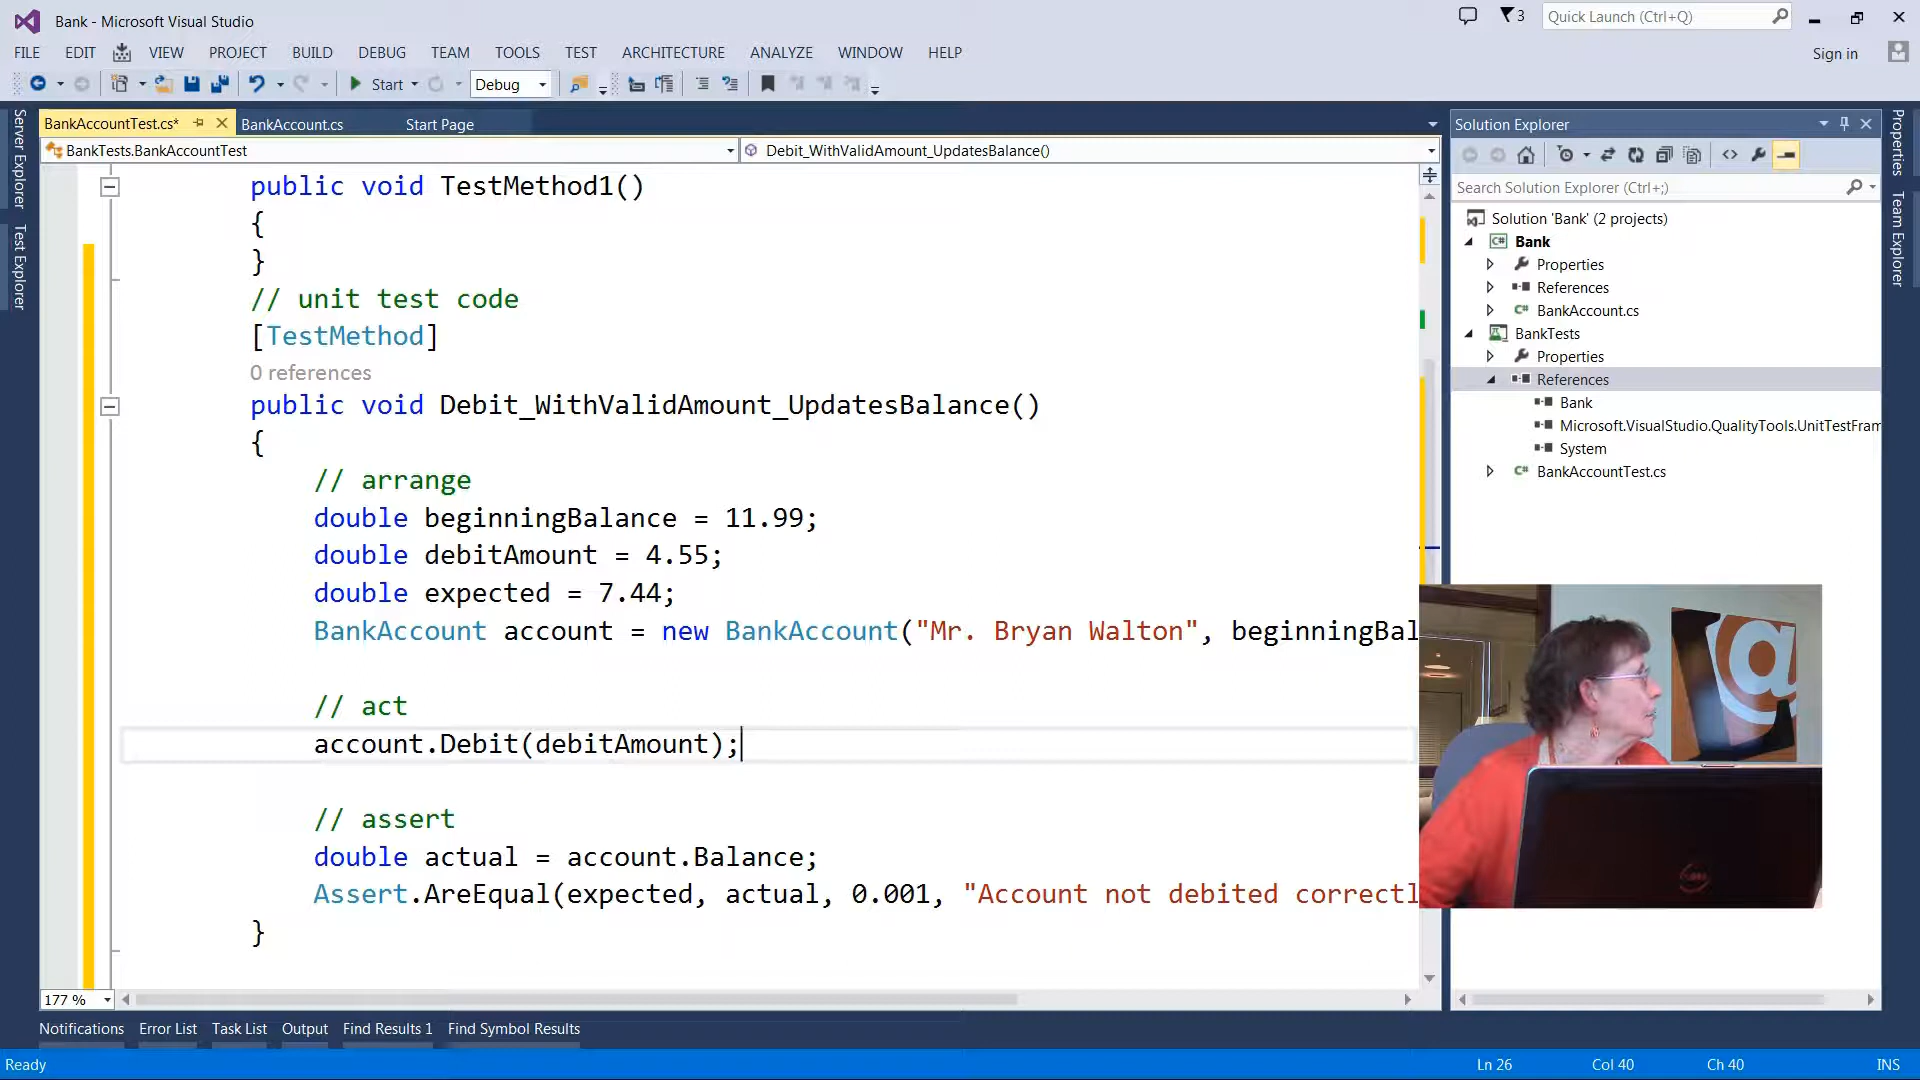 Bank - Microsoft Visual Studio
3
Quick Launch (Ctrl+Q)
FILE EDIT VIEW PROJECT BUILD DEBUG TEAM TOOLS TEST ARCHITECTURE ANALYZE WINDOW HELP
Sign in
Start Debug
Server Explorer
Test Explorer
BankAccountTest.cs* BankAccount.cs Start Page
BankTests.BankAccountTest Debit_WithValidAmount_UpdatesBalance()
public void TestMethod1()
{
}
// unit test code
[TestMethod]
0 references
public void Debit_WithValidAmount_UpdatesBalance()
{
// arrange
double beginningBalance = 11.99;
double debitAmount = 4.55;
double expected = 7.44;
BankAccount account = new BankAccount("Mr. Bryan Walton", beginningBal
// act
account.Debit(debitAmount);
// assert
double actual = account.Balance;
Assert.AreEqual(expected, actual, 0.001, "Account not debited correctl
}
177 %
Solution Explorer
Search Solution Explorer (Ctrl+;)
Solution 'Bank' (2 projects)
C# Bank
Properties
References
C# BankAccount.cs
BankTests
Properties
References
Bank
Microsoft.VisualStudio.QualityTools.UnitTestFram
System
C# BankAccountTest.cs
Properties
Team Explorer
@
DELL
Notifications Error List Task List Output Find Results 1 Find Symbol Results
Ready Ln 26 Col 40 Ch 40 INS